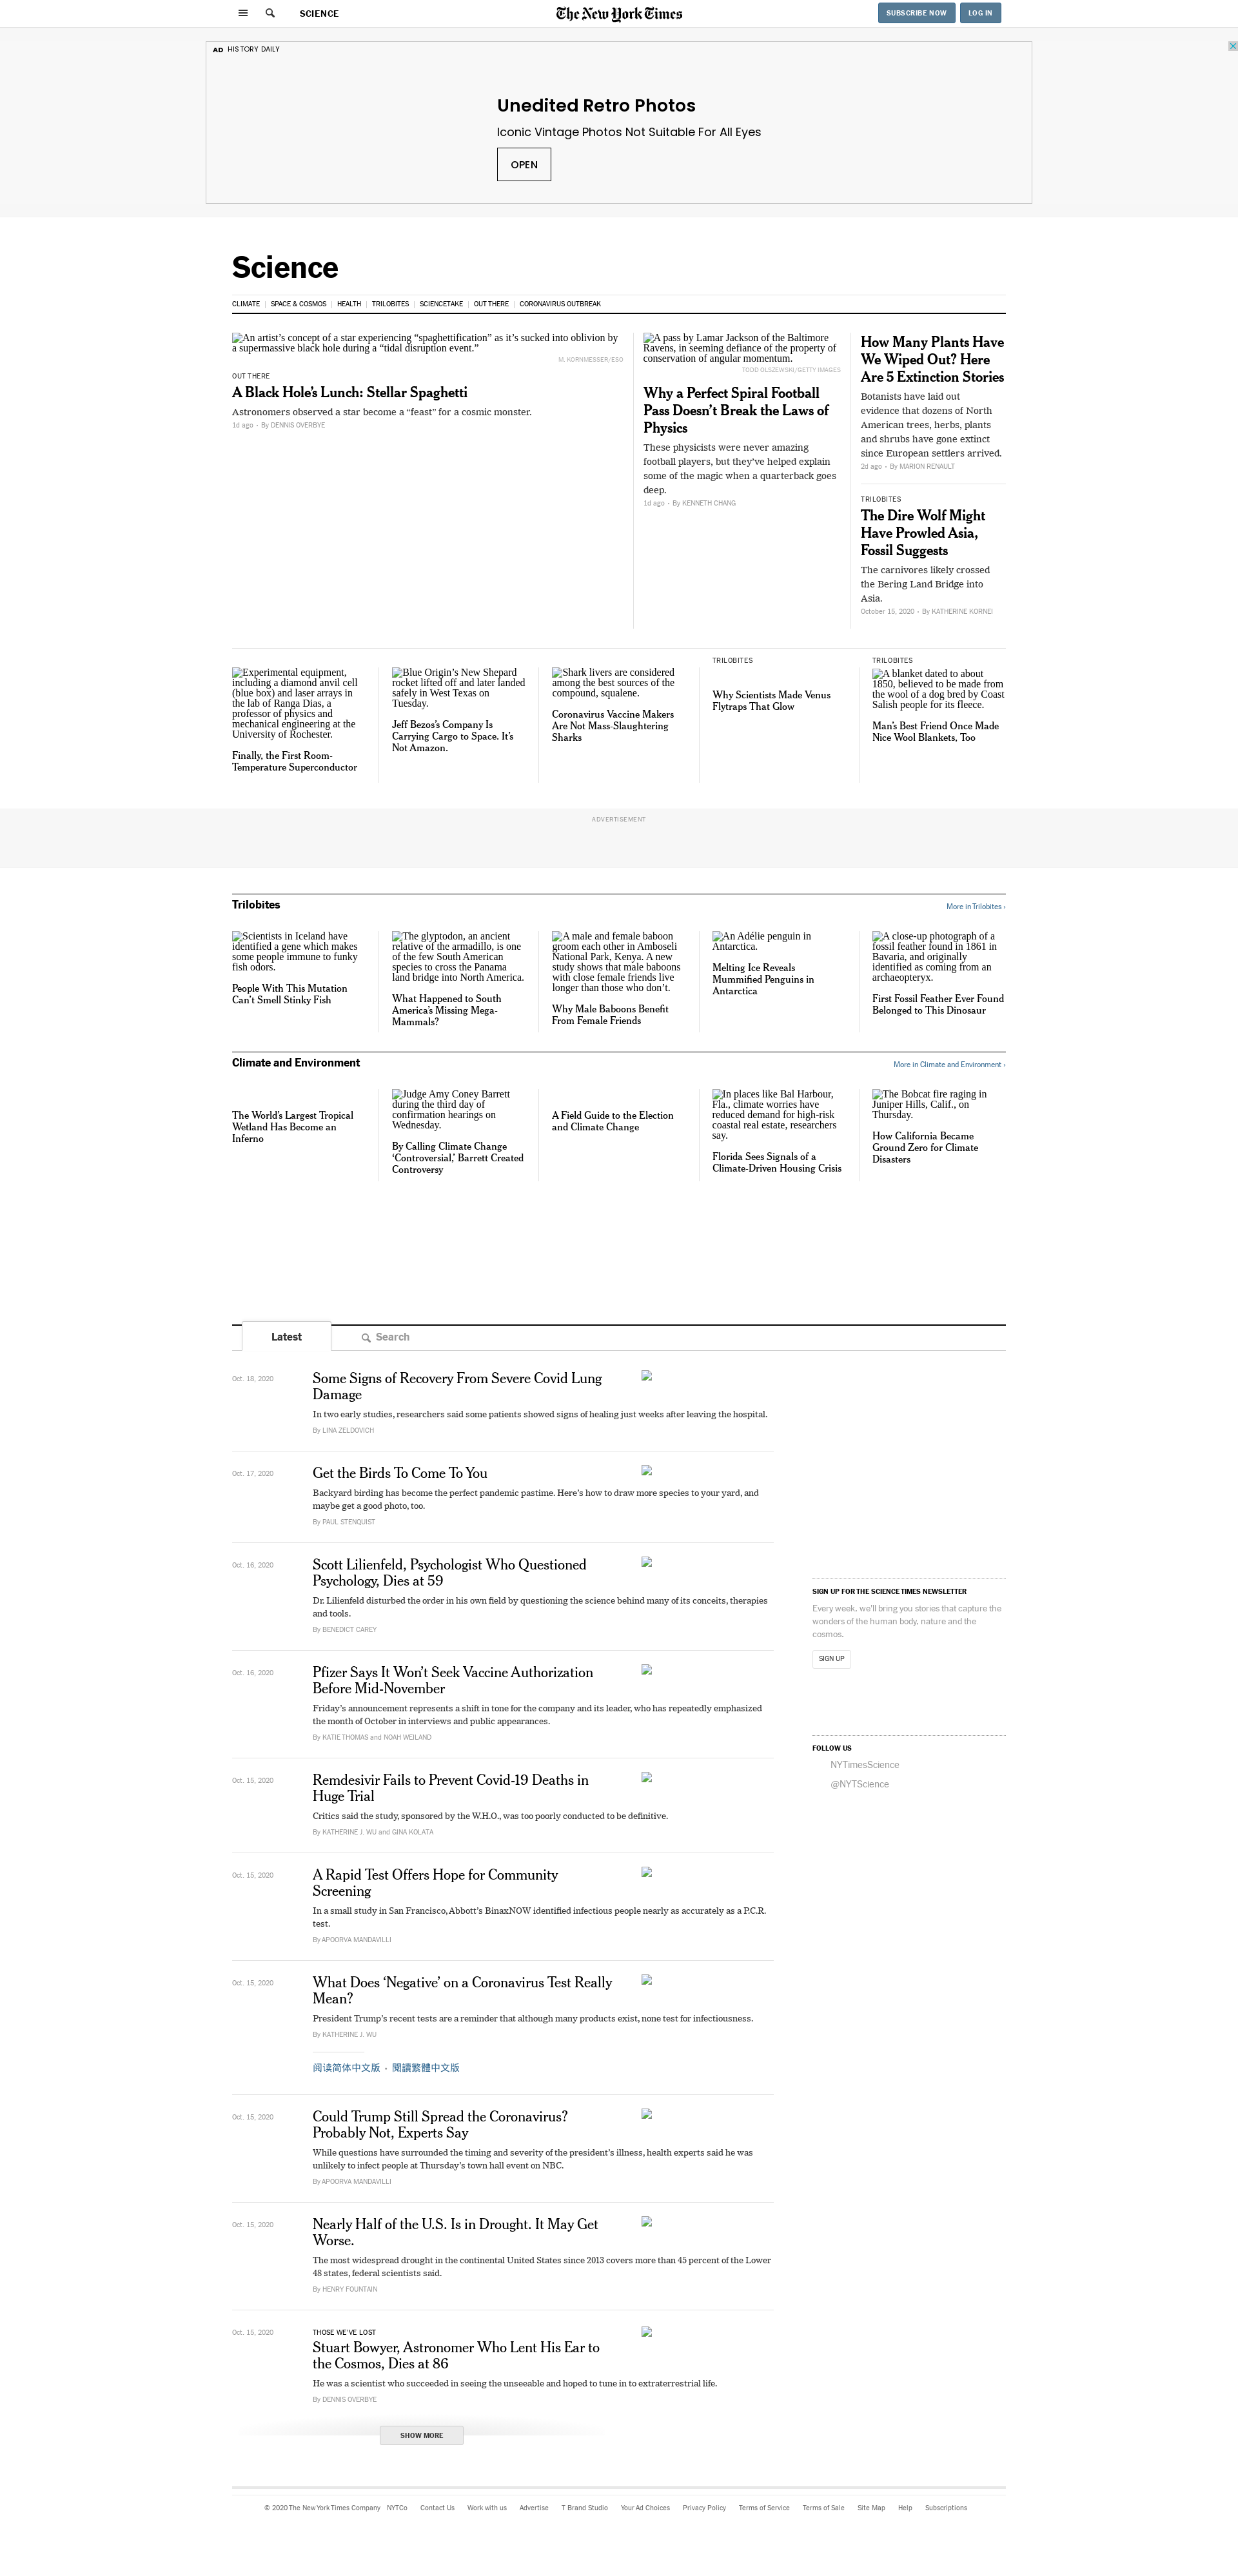 SCIENCE
The New York Times
SUBSCRIBE NOW
LOG IN
AD HISTORY DAILY
Unedited Retro Photos
Iconic Vintage Photos Not Suitable For All Eyes
OPEN
Science
CLIMATE | SPACE & COSMOS | HEALTH | TRILOBITES | SCIENCETAKE | OUT THERE | CORONAVIRUS OUTBREAK
An artist's concept of a star experiencing “spaghettification” as it’s sucked into oblivion by
a supermassive black hole during a “tidal disruption event.”
M. KORNMESSER/ESO
OUT THERE
A Black Hole’s Lunch: Stellar Spaghetti
Astronomers observed a star become a “feast” for a cosmic monster.
1d ago • By DENNIS OVERBYE
A pass by Lamar Jackson of the Baltimore
Ravens, in seeming defiance of the property of
conservation of angular momentum.
TODD OLSZEWSKI/GETTY IMAGES
Why a Perfect Spiral Football
Pass Doesn’t Break the Laws of
Physics
These physicists were never amazing
football players, but they’ve helped explain
some of the magic when a quarterback goes
deep.
1d ago • By KENNETH CHANG
How Many Plants Have
We Wiped Out? Here
Are 5 Extinction Stories
Botanists have laid out
evidence that dozens of North
American trees, herbs, plants
and shrubs have gone extinct
since European settlers arrived.
2d ago • By MARION RENAULT
TRILOBITES
The Dire Wolf Might
Have Prowled Asia,
Fossil Suggests
The carnivores likely crossed
the Bering Land Bridge into
Asia.
October 15, 2020 • By KATHERINE KORNEI
Experimental equipment,
including a diamond anvil cell
(blue box) and laser arrays in
the lab of Ranga Dias, a
professor of physics and
mechanical engineering at the
University of Rochester.
Finally, the First Room-
Temperature Superconductor
Blue Origin’s New Shepard
rocket lifted off and later landed
safely in West Texas on
Tuesday.
Jeff Bezos’s Company Is
Carrying Cargo to Space. It’s
Not Amazon.
Shark livers are considered
among the best sources of the
compound, squalene.
Coronavirus Vaccine Makers
Are Not Mass-Slaughtering
Sharks
TRILOBITES
Why Scientists Made Venus
Flytraps That Glow
TRILOBITES
A blanket dated to about
1850, believed to be made from
the wool of a dog bred by Coast
Salish people for its fleece.
Man’s Best Friend Once Made
Nice Wool Blankets, Too
ADVERTISEMENT
Trilobites
More in Trilobites ›
Scientists in Iceland have
identified a gene which makes
some people immune to funky
fish odors.
People With This Mutation
Can’t Smell Stinky Fish
The glyptodon, an ancient
relative of the armadillo, is one
of the few South American
species to cross the Panama
land bridge into North America.
What Happened to South
America’s Missing Mega-
Mammals?
A male and female baboon
groom each other in Amboseli
National Park, Kenya. A new
study shows that male baboons
with close female friends live
longer than those who don’t.
Why Male Baboons Benefit
From Female Friends
An Adélie penguin in
Antarctica.
Melting Ice Reveals
Mummified Penguins in
Antarctica
A close-up photograph of a
fossil feather found in 1861 in
Bavaria, and originally
identified as coming from an
archaeopteryx.
First Fossil Feather Ever Found
Belonged to This Dinosaur
Climate and Environment
More in Climate and Environment ›
The World’s Largest Tropical
Wetland Has Become an
Inferno
Judge Amy Coney Barrett
during the third day of
confirmation hearings on
Wednesday.
By Calling Climate Change
‘Controversial,’ Barrett Created
Controversy
A Field Guide to the Election
and Climate Change
In places like Bal Harbour,
Fla., climate worries have
reduced demand for high-risk
coastal real estate, researchers
say.
Florida Sees Signals of a
Climate-Driven Housing Crisis
The Bobcat fire raging in
Juniper Hills, Calif., on
Thursday.
How California Became
Ground Zero for Climate
Disasters
Latest
Search
Oct. 18, 2020
Some Signs of Recovery From Severe Covid Lung
Damage
In two early studies, researchers said some patients showed signs of healing just weeks after leaving the hospital.
By LINA ZELDOVICH
Oct. 17, 2020
Get the Birds To Come To You
Backyard birding has become the perfect pandemic pastime. Here’s how to draw more species to your yard, and
maybe get a good photo, too.
By PAUL STENQUIST
Oct. 16, 2020
Scott Lilienfeld, Psychologist Who Questioned
Psychology, Dies at 59
Dr. Lilienfeld disturbed the order in his own field by questioning the science behind many of its conceits, therapies
and tools.
By BENEDICT CAREY
Oct. 16, 2020
Pfizer Says It Won’t Seek Vaccine Authorization
Before Mid-November
Friday’s announcement represents a shift in tone for the company and its leader, who has repeatedly emphasized
the month of October in interviews and public appearances.
By KATIE THOMAS and NOAH WEILAND
Oct. 15, 2020
Remdesivir Fails to Prevent Covid-19 Deaths in
Huge Trial
Critics said the study, sponsored by the W.H.O., was too poorly conducted to be definitive.
By KATHERINE J. WU and GINA KOLATA
Oct. 15, 2020
A Rapid Test Offers Hope for Community
Screening
In a small study in San Francisco, Abbott’s BinaxNOW identified infectious people nearly as accurately as a P.C.R.
test.
By APOORVA MANDAVILLI
Oct. 15, 2020
What Does ‘Negative’ on a Coronavirus Test Really
Mean?
President Trump’s recent tests are a reminder that although many products exist, none test for infectiousness.
By KATHERINE J. WU
阅读简体中文版 • 閱讀繁體中文版
Oct. 15, 2020
Could Trump Still Spread the Coronavirus?
Probably Not, Experts Say
While questions have surrounded the timing and severity of the president’s illness, health experts said he was
unlikely to infect people at Thursday’s town hall event on NBC.
By APOORVA MANDAVILLI
Oct. 15, 2020
Nearly Half of the U.S. Is in Drought. It May Get
Worse.
The most widespread drought in the continental United States since 2013 covers more than 45 percent of the Lower
48 states, federal scientists said.
By HENRY FOUNTAIN
Oct. 15, 2020
THOSE WE’VE LOST
Stuart Bowyer, Astronomer Who Lent His Ear to
the Cosmos, Dies at 86
He was a scientist who succeeded in seeing the unseeable and hoped to tune in to extraterrestrial life.
By DENNIS OVERBYE
SHOW MORE
SIGN UP FOR THE SCIENCE TIMES NEWSLETTER
Every week, we’ll bring you stories that capture the
wonders of the human body, nature and the
cosmos.
SIGN UP
FOLLOW US
NYTimesScience
@NYTScience
© 2020 The New York Times Company NYTCo Contact Us Work with us Advertise T Brand Studio Your Ad Choices Privacy Policy Terms of Service Terms of Sale Site Map Help Subscriptions